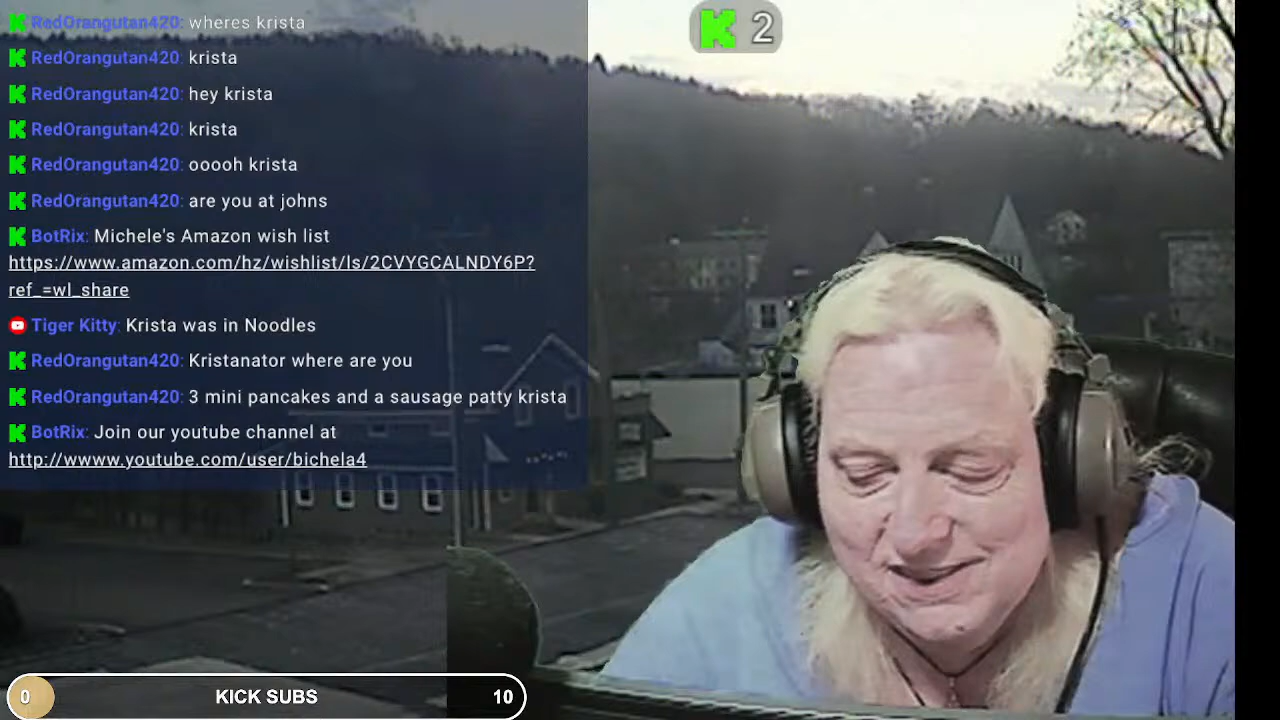 RedOrangutan420: wheres krista
RedOrangutan420: krista
RedOrangutan420: hey krista
RedOrangutan420: krista
RedOrangutan420: ooooh krista
RedOrangutan420: are you at johns
BotRix: Michele's Amazon wish list
https://www.amazon.com/hz/wishlist/ls/2CVYGCALNDY6P?
ref_=wl_share
Tiger Kitty: Krista was in Noodles
RedOrangutan420: Kristanator where are you
RedOrangutan420: 3 mini pancakes and a sausage patty krista
BotRix: Join our youtube channel at
http://wwww.youtube.com/user/bichela4
K 2
0 KICK SUBS 10